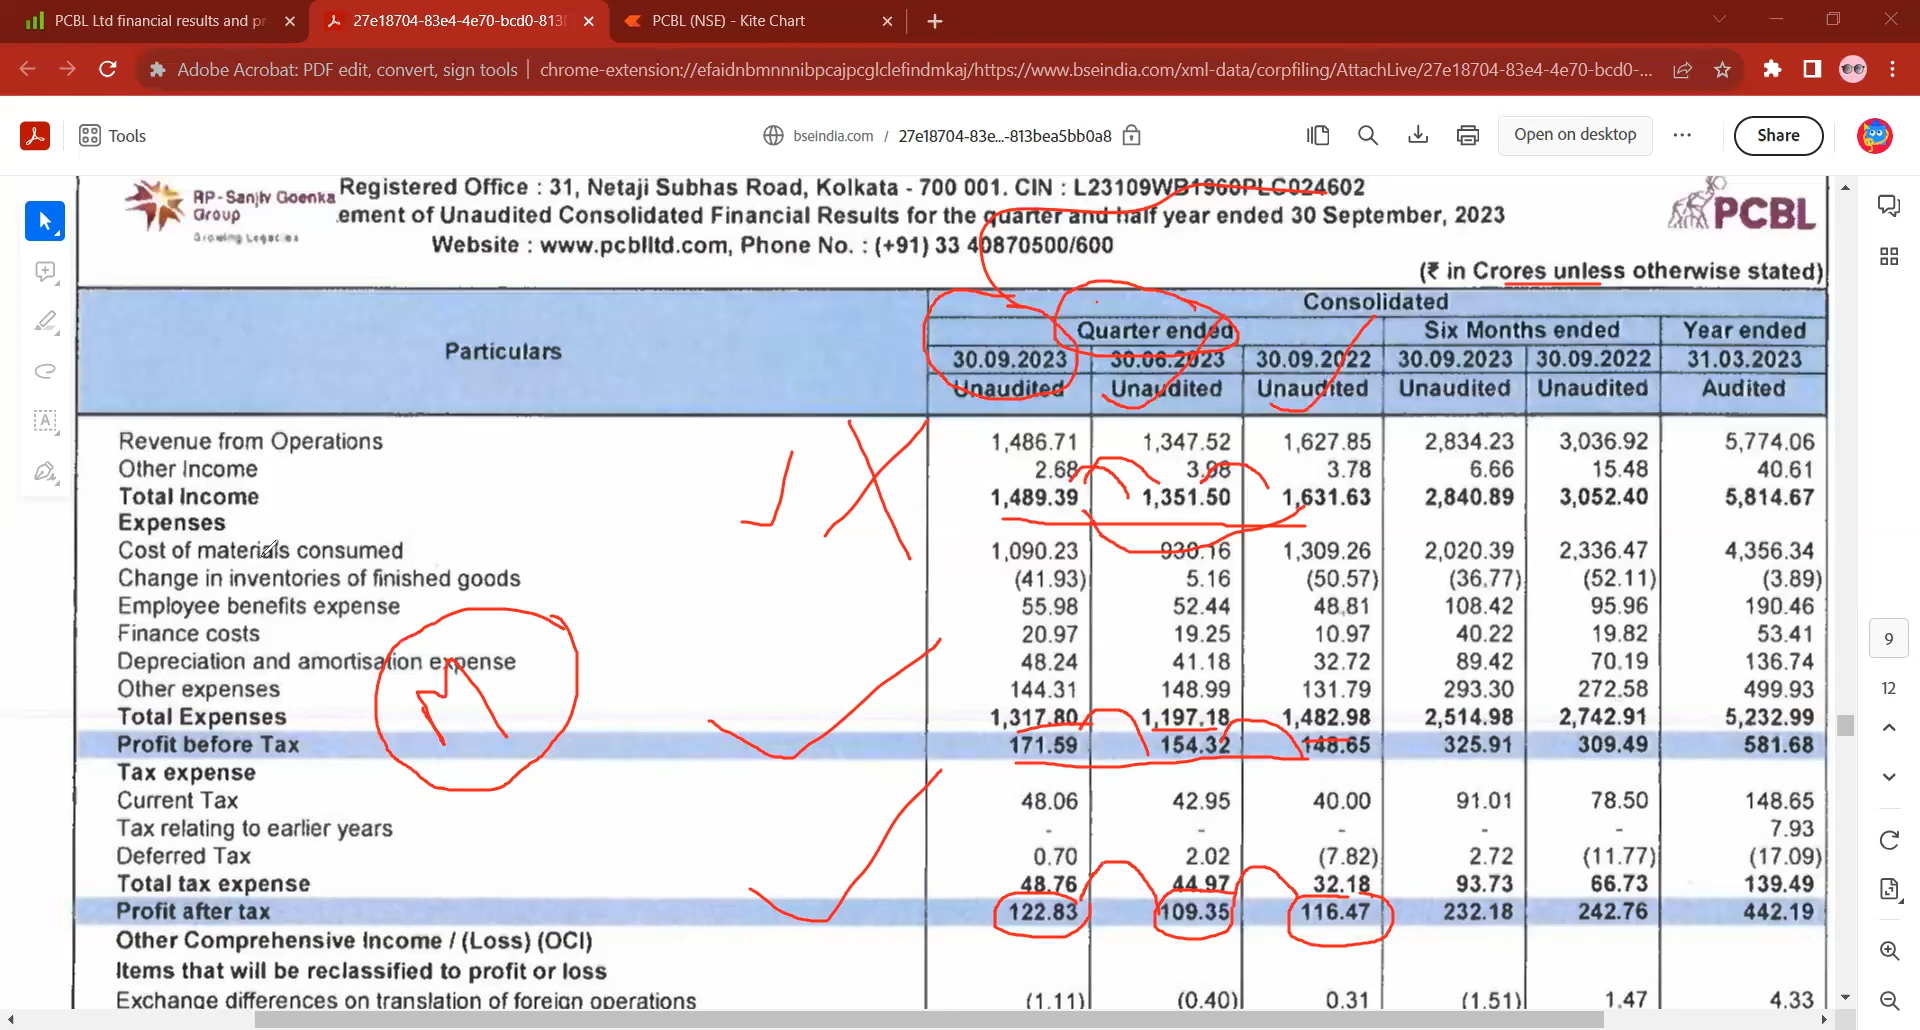 PCBL Ltd financial results and pr
27e18704-83e4-4e70-bcd0-813
PCBL (NSE) - Kite Chart
Adobe Acrobat: PDF edit, convert, sign tools
chrome-extension://efaidnbmnnnibpcajpcglclefindmkaj/https://www.bseindia.com/xml-data/corpfiling/AttachLive/27e18704-83e4-4e70-bcd0-...
Tools
bseindia.com / 27e18704-83e...-813bea5bb0a8
Open on desktop
Share
RP-Sanjiv Goenka
Group
Growing Legacies
Registered Office : 31, Netaji Subhas Road, Kolkata - 700 001. CIN : L23109WB1960PLC024602
ement of Unaudited Consolidated Financial Results for the quarter and half year ended 30 September, 2023
Website : www.pcblltd.com, Phone No. : (+91) 33 40870500/600
PCBL
(₹ in Crores unless otherwise stated)
Particulars
Consolidated
Quarter ended Six Months ended Year ended
30.09.2023 30.06.2023 30.09.2022 30.09.2023 30.09.2022 31.03.2023
Unaudited Unaudited Unaudited Unaudited Unaudited Audited
Revenue from Operations 1,486.71 1,347.52 1,627.85 2,834.23 3,036.92 5,774.06
Other Income 2.68 3.98 3.78 6.66 15.48 40.61
Total Income 1,489.39 1,351.50 1,631.63 2,840.89 3,052.40 5,814.67
Expenses
Cost of materials consumed 1,090.23 930.16 1,309.26 2,020.39 2,336.47 4,356.34
Change in inventories of finished goods (41.93) 5.16 (50.57) (36.77) (52.11) (3.89)
Employee benefits expense 55.98 52.44 48.81 108.42 95.96 190.46
Finance costs 20.97 19.25 10.97 40.22 19.82 53.41
Depreciation and amortisation expense 48.24 41.18 32.72 89.42 70.19 136.74
Other expenses 144.31 148.99 131.79 293.30 272.58 499.93
Total Expenses 1,317.80 1,197.18 1,482.98 2,514.98 2,742.91 5,232.99
Profit before Tax 171.59 154.32 148.65 325.91 309.49 581.68
Tax expense
Current Tax 48.06 42.95 40.00 91.01 78.50 148.65
Tax relating to earlier years - - - - - 7.93
Deferred Tax 0.70 2.02 (7.82) 2.72 (11.77) (17.09)
Total tax expense 48.76 44.97 32.18 93.73 66.73 139.49
Profit after tax 122.83 109.35 116.47 232.18 242.76 442.19
Other Comprehensive Income / (Loss) (OCI)
Items that will be reclassified to profit or loss
Exchange differences on translation of foreign operations (1.11) (0.40) 0.31 (1.51) 1.47 4.33
9
12